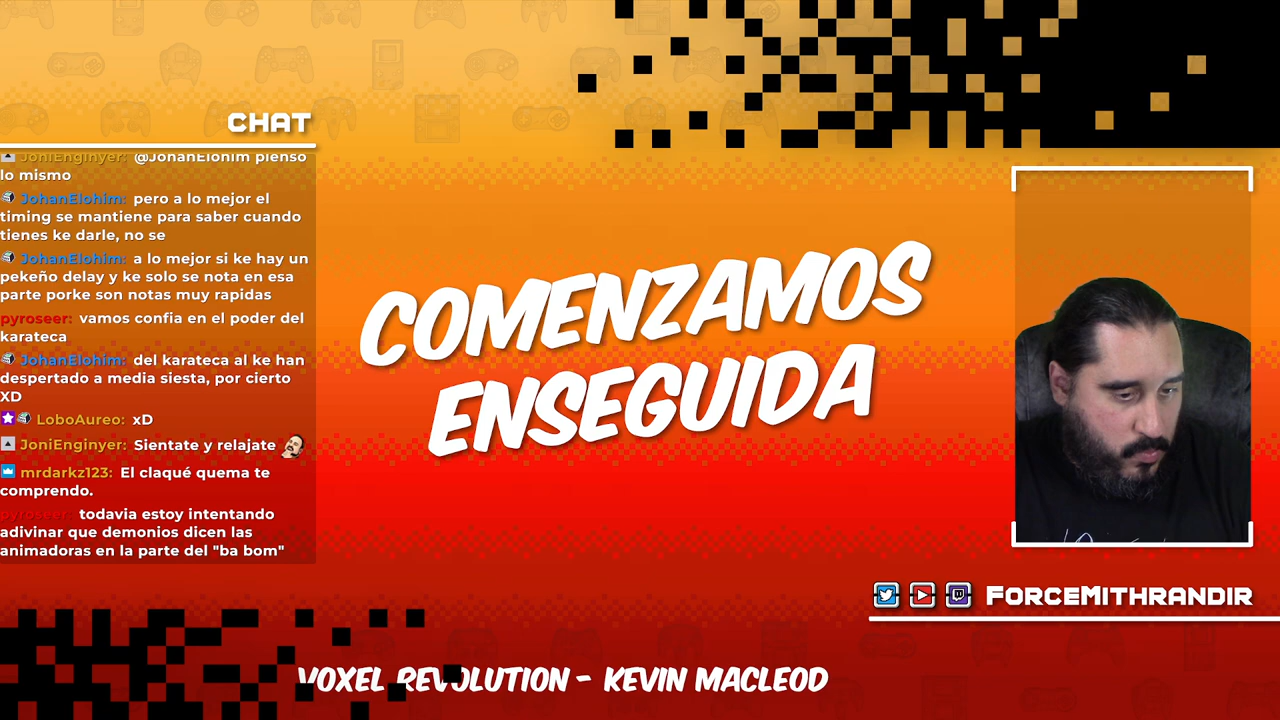 CHAT
JoniEnginyer: @JohanElohim pienso
lo mismo
JohanElohim: pero a lo mejor el
timing se mantiene para saber cuando
tienes ke darle, no se
JohanElohim: a lo mejor si ke hay un
pekeño delay y ke solo se nota en esa
parte porke son notas muy rapidas
pyroseer: vamos confia en el poder del
karateca
JohanElohim: del karateca al ke han
despertado a media siesta, por cierto
XD
LoboAureo: xD
JoniEnginyer: Sientate y relajate
mrdarkz123: El claqué quema te
comprendo.
pyroseer: todavia estoy intentando
adivinar que demonios dicen las
animadoras en la parte del "ba bom"
COMENZAMOS
ENSEGUIDA
FORCEMITHRANDIR
VOXEL REVOLUTION - KEVIN MACLEOD